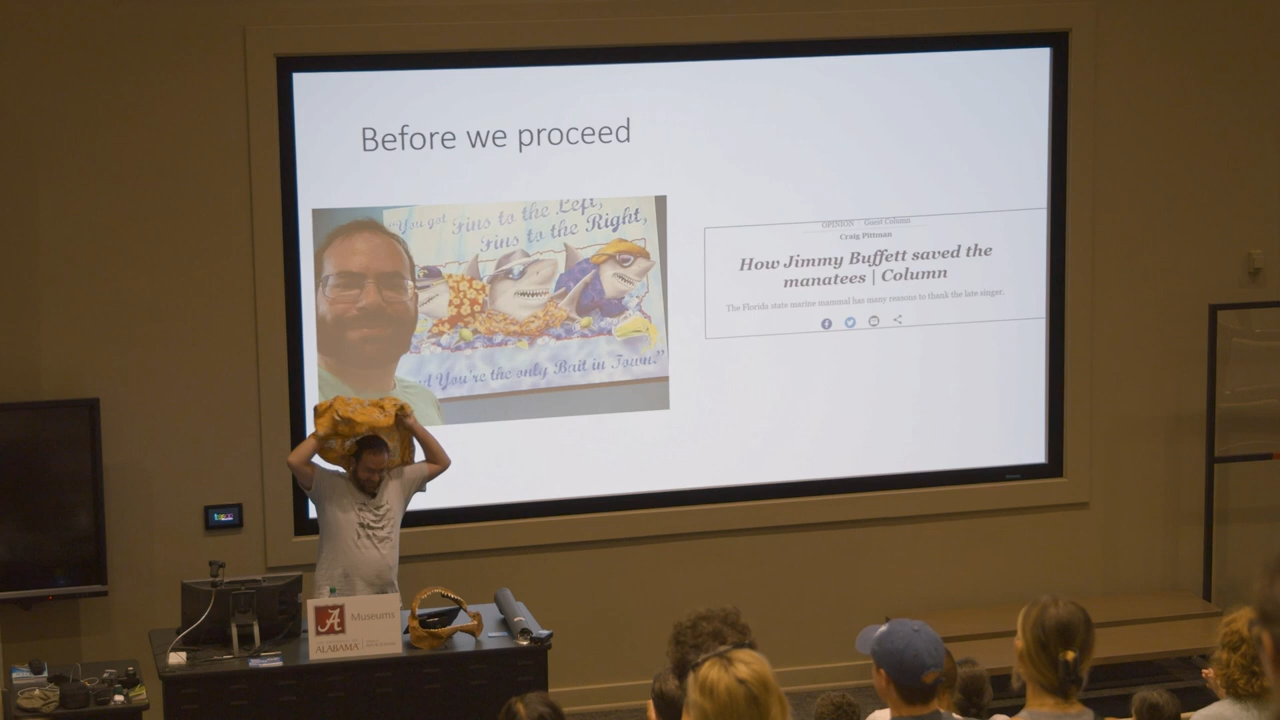 Before we proceed
"You got Fins to the Left,
Fins to the Right,
You're the only Bait in Town."
OPINION Guest Column
Craig Pittman
How Jimmy Buffett saved the
manatees | Column
The Florida state marine mammal has many reasons to thank the late singer.
A
Museums
ALABAMA